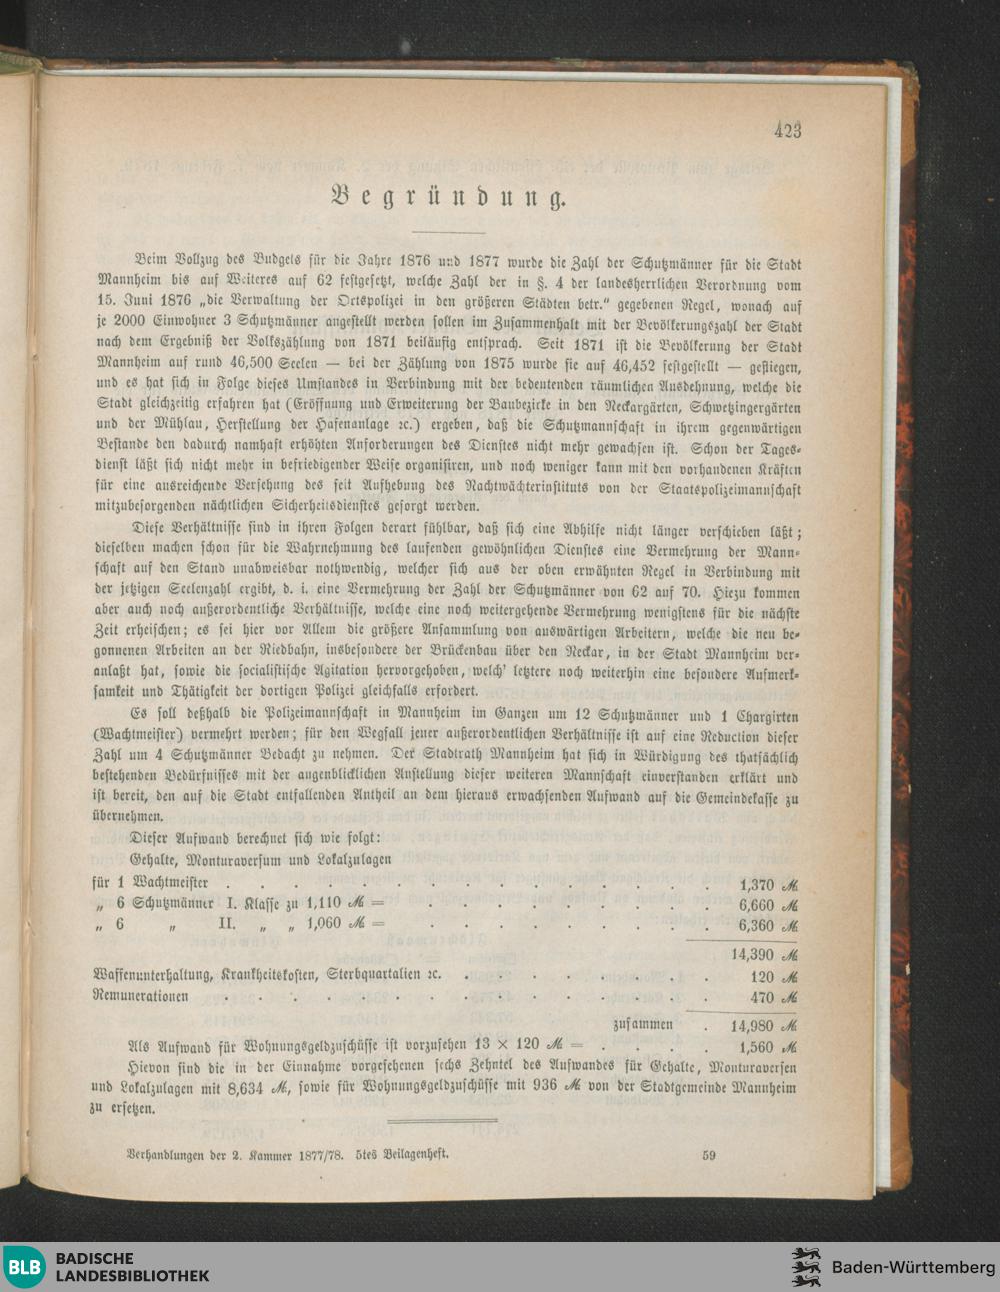 423
Begründung.
Beim Vollzug des Budgets für die Jahre 1876 und 1877 wurde die Zahl der Schutzmänner für die Stadt
Mannheim bis auf Weiteres auf 62 festgesetzt, welche Zahl der in §. 4 der landesherrlichen Verordnung vom
15. Juni 1876 „die Verwaltung der Ortspolizei in den größeren Städten betr.“ gegebenen Regel, wonach auf
je 2000 Einwohner 3 Schutzmänner angestellt werden sollen im Zusammenhalt mit der Bevölkerungszahl der Stadt
nach dem Ergebniß der Volkszählung von 1871 beiläufig entsprach. Seit 1871 ist die Bevölkerung der Stadt
Mannheim auf rund 46,500 Seelen — bei der Zählung von 1875 wurde sie auf 46,452 festgestellt — gestiegen,
und es hat sich in Folge dieses Umstandes in Verbindung mit der bedeutenden räumlichen Ausdehnung, welche die
Stadt gleichzeitig erfahren hat (Eröffnung und Erweiterung der Baubezirke in den Neckargärten, Schwetzingergärten
und der Mühlau, Herstellung der Hafenanlage ꝛc.) ergeben, daß die Schutzmannschaft in ihrem gegenwärtigen
Bestande den dadurch namhaft erhöhten Anforderungen des Dienstes nicht mehr gewachsen ist. Schon der Tages-
dienst läßt sich nicht mehr in befriedigender Weise organisiren, und noch weniger kann mit den vorhandenen Kräften
für eine ausreichende Versehung des seit Aufhebung des Nachtwächterinstituts von der Staatspolizeimannschaft
mitzubesorgenden nächtlichen Sicherheitsdienstes gesorgt werden.
Diese Verhältnisse sind in ihren Folgen derart fühlbar, daß sich eine Abhilfe nicht länger verschieben läßt;
dieselben machen schon für die Wahrnehmung des laufenden gewöhnlichen Dienstes eine Vermehrung der Mann-
schaft auf den Stand unabweisbar nothwendig, welcher sich aus der oben erwähnten Regel in Verbindung mit
der jetzigen Seelenzahl ergibt, d. i. eine Vermehrung der Zahl der Schutzmänner von 62 auf 70. Hiezu kommen
aber auch noch außerordentliche Verhältnisse, welche eine noch weitergehende Vermehrung wenigstens für die nächste
Zeit erheischen; es sei hier vor Allem die größere Ansammlung von auswärtigen Arbeitern, welche die neu be-
gonnenen Arbeiten an der Riedbahn, insbesondere der Brückenbau über den Neckar, in der Stadt Mannheim ver-
anlaßt hat, sowie die socialistische Agitation hervorgehoben, welch' letztere noch weiterhin eine besondere Aufmerk-
samkeit und Thätigkeit der dortigen Polizei gleichfalls erfordert.
Es soll deßhalb die Polizeimannschaft in Mannheim im Ganzen um 12 Schutzmänner und 1 Chargirten
(Wachtmeister) vermehrt werden; für den Wegfall jener außerordentlichen Verhältnisse ist auf eine Reduction dieser
Zahl um 4 Schutzmänner Bedacht zu nehmen. Der Stadtrath Mannheim hat sich in Würdigung des thatsächlich
bestehenden Bedürfnisses mit der augenblicklichen Anstellung dieser weiteren Mannschaft einverstanden erklärt und
ist bereit, den auf die Stadt entfallenden Antheil an dem hieraus erwachsenden Aufwand auf die Gemeindekasse zu
übernehmen.
Dieser Aufwand berechnet sich wie folgt:
Gehalte, Monturaversum und Lokalzulagen
für 1 Wachtmeister . . . . . . . . . . . . . . . 1,370 ℳ
„ 6 Schutzmänner I. Klasse zu 1,110 ℳ = . . . . . . . . . 6,660 ℳ
„ 6 „ II. „ „ 1,060 ℳ = . . . . . . . . . 6,360 ℳ
14,390 ℳ
Waffenunterhaltung, Krankheitskosten, Sterbquartalien ꝛc. . . . . . . . 120 ℳ
Remunerationen . . . . . . . . . . . . . . . 470 ℳ
zusammen . 14,980 ℳ
Als Aufwand für Wohnungsgeldzuschüsse ist vorzusehen 13 × 120 ℳ = . . . . 1,560 ℳ
Hievon sind die in der Einnahme vorgesehenen sechs Zehntel des Aufwandes für Gehalte, Monturaversen
und Lokalzulagen mit 8,634 ℳ, sowie für Wohnungsgeldzuschüsse mit 936 ℳ von der Stadtgemeinde Mannheim
zu ersetzen.
Verhandlungen der 2. Kammer 1877/78. 5tes Beilagenheft. 59
BLB BADISCHE LANDESBIBLIOTHEK
Baden-Württemberg